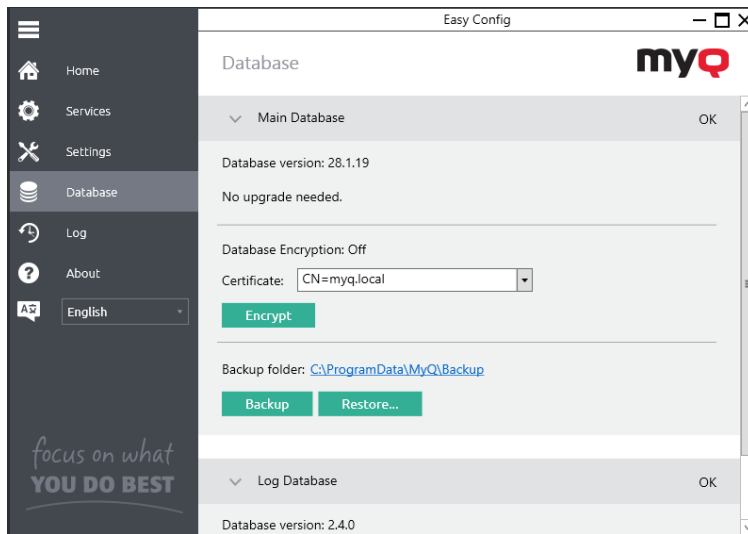 Easy Config
Home
Services
Settings
Database
Log
About
English
focus on what
YOU DO BEST
Database
myQ
Main Database
OK
Database version: 28.1.19
No upgrade needed.
Database Encryption: Off
Certificate: CN=myq.local
Encrypt
Backup folder: C:\ProgramData\MyQ\Backup
Backup Restore...
Log Database
OK
Database version: 2.4.0